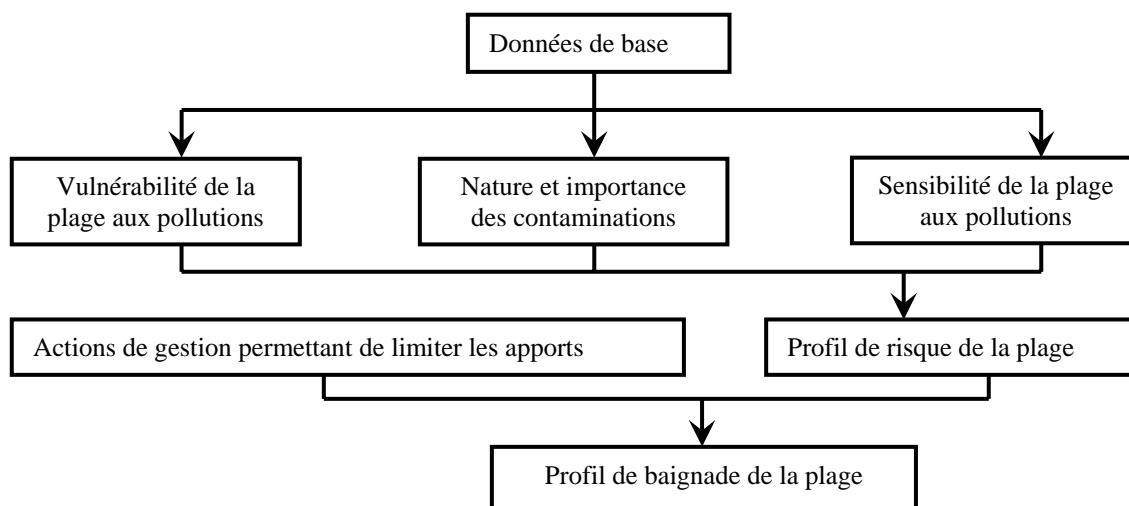 Données de base
Vulnérabilité de la
plage aux pollutions
Nature et importance
des contaminations
Sensibilité de la plage
aux pollutions
Actions de gestion permettant de limiter les apports
Profil de risque de la plage
Profil de baignade de la plage